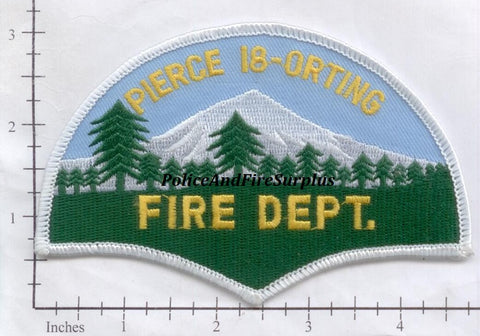 3
PIERCE 18-ORTING
2
PoliceAndFireSurplus
1
FIRE DEPT.
Inches 1 2 3 4